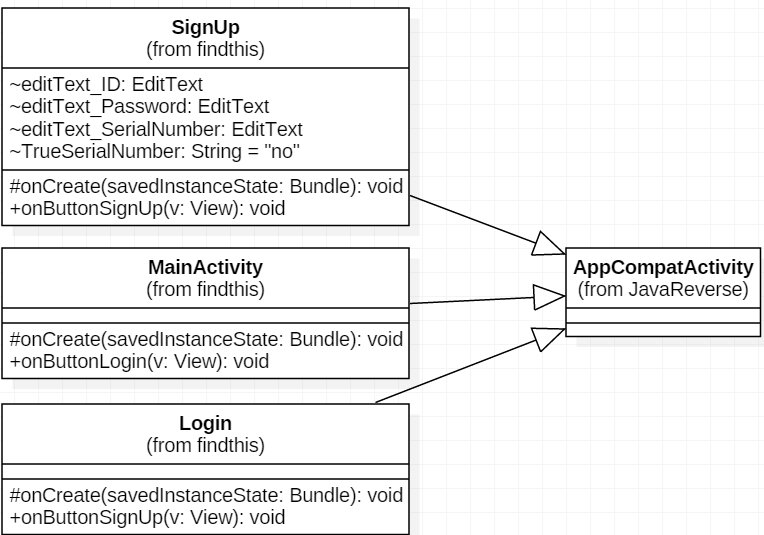 SignUp
(from findthis)
~editText_ID: EditText
~editText_Password: EditText
~editText_SerialNumber: EditText
~TrueSerialNumber: String = "no"
#onCreate(savedInstanceState: Bundle): void
+onButtonSignUp(v: View): void
MainActivity
(from findthis)
#onCreate(savedInstanceState: Bundle): void
+onButtonLogin(v: View): void
Login
(from findthis)
#onCreate(savedInstanceState: Bundle): void
+onButtonSignUp(v: View): void
AppCompatActivity
(from JavaReverse)